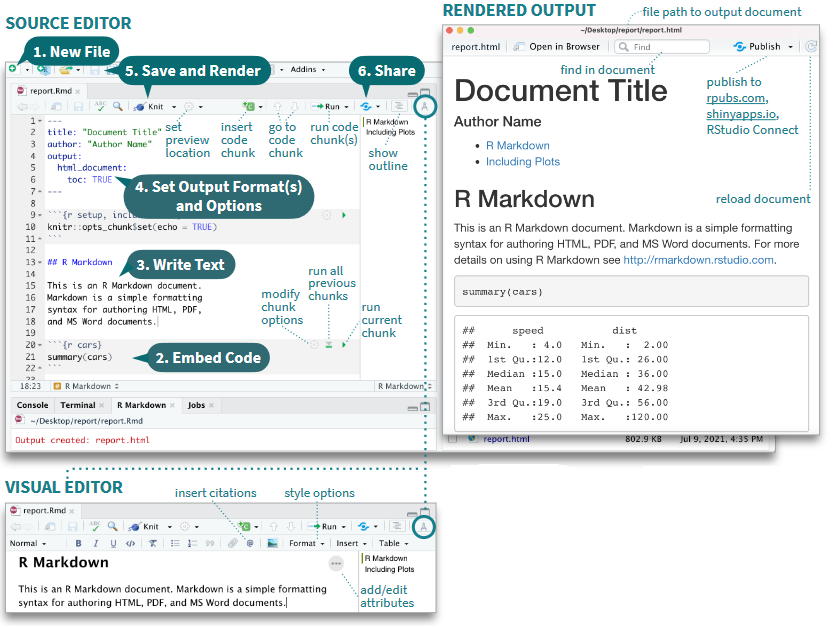 SOURCE EDITOR
1. New File
5. Save and Render
6. Share
Addins
report.Rmd
Knit
Run
set preview location
insert code chunk
go to code chunk
run code chunk(s)
show outline
R Markdown
Including Plots
1 ---
2 title: "Document Title"
3 author: "Author Name"
4 output:
5 html_document:
6 toc: TRUE
7 ---
8
4. Set Output Format(s) and Options
9 ```{r setup, inclu
10 knitr::opts_chunk$set(echo = TRUE)
11 ```
12
13 ## R Markdown
14
3. Write Text
15 This is an R Markdown document.
16 Markdown is a simple formatting
17 syntax for authoring HTML, PDF,
18 and MS Word documents.
19
modify chunk options
run all previous chunks
run current chunk
20 ```{r cars}
21 summary(cars)
22 ```
2. Embed Code
18:23 R Markdown
R Markdown
Console Terminal R Markdown Jobs
~/Desktop/report/report.Rmd
Output created: report.html
RENDERED OUTPUT
file path to output document
~/Desktop/report/report.html
report.html Open in Browser Find Publish
find in document
publish to
rpubs.com,
shinyapps.io,
RStudio Connect
reload document
Document Title
Author Name
• R Markdown
• Including Plots
R Markdown
This is an R Markdown document. Markdown is a simple formatting
syntax for authoring HTML, PDF, and MS Word documents. For more
details on using R Markdown see http://rmarkdown.rstudio.com.
summary(cars)
## speed dist
## Min. : 4.0 Min. : 2.00
## 1st Qu.:12.0 1st Qu.: 26.00
## Median :15.0 Median : 36.00
## Mean :15.4 Mean : 42.98
## 3rd Qu.:19.0 3rd Qu.: 56.00
## Max. :25.0 Max. :120.00
report.html 802.9 KB Jul 9, 2021, 4:35 PM
VISUAL EDITOR
insert citations
style options
report.Rmd
Knit
Run
Normal B I U </> Format Insert Table
R Markdown
This is an R Markdown document. Markdown is a simple formatting
syntax for authoring HTML, PDF, and MS Word documents.
R Markdown
Including Plots
add/edit attributes